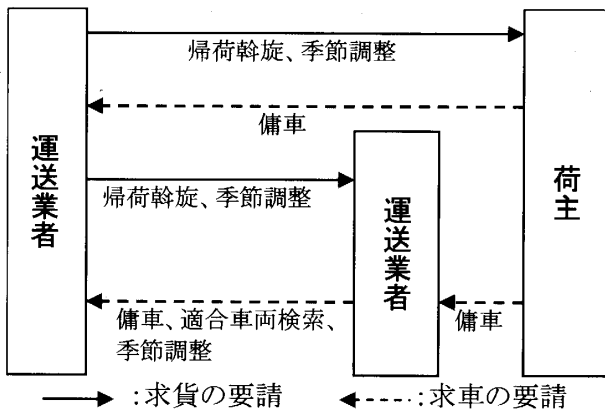 帰荷斡旋、季節調整
傭車
運送業者
帰荷斡旋、季節調整
運送業者
荷主
傭車、適合車両検索、
季節調整
傭車
:求貨の要請
:求車の要請